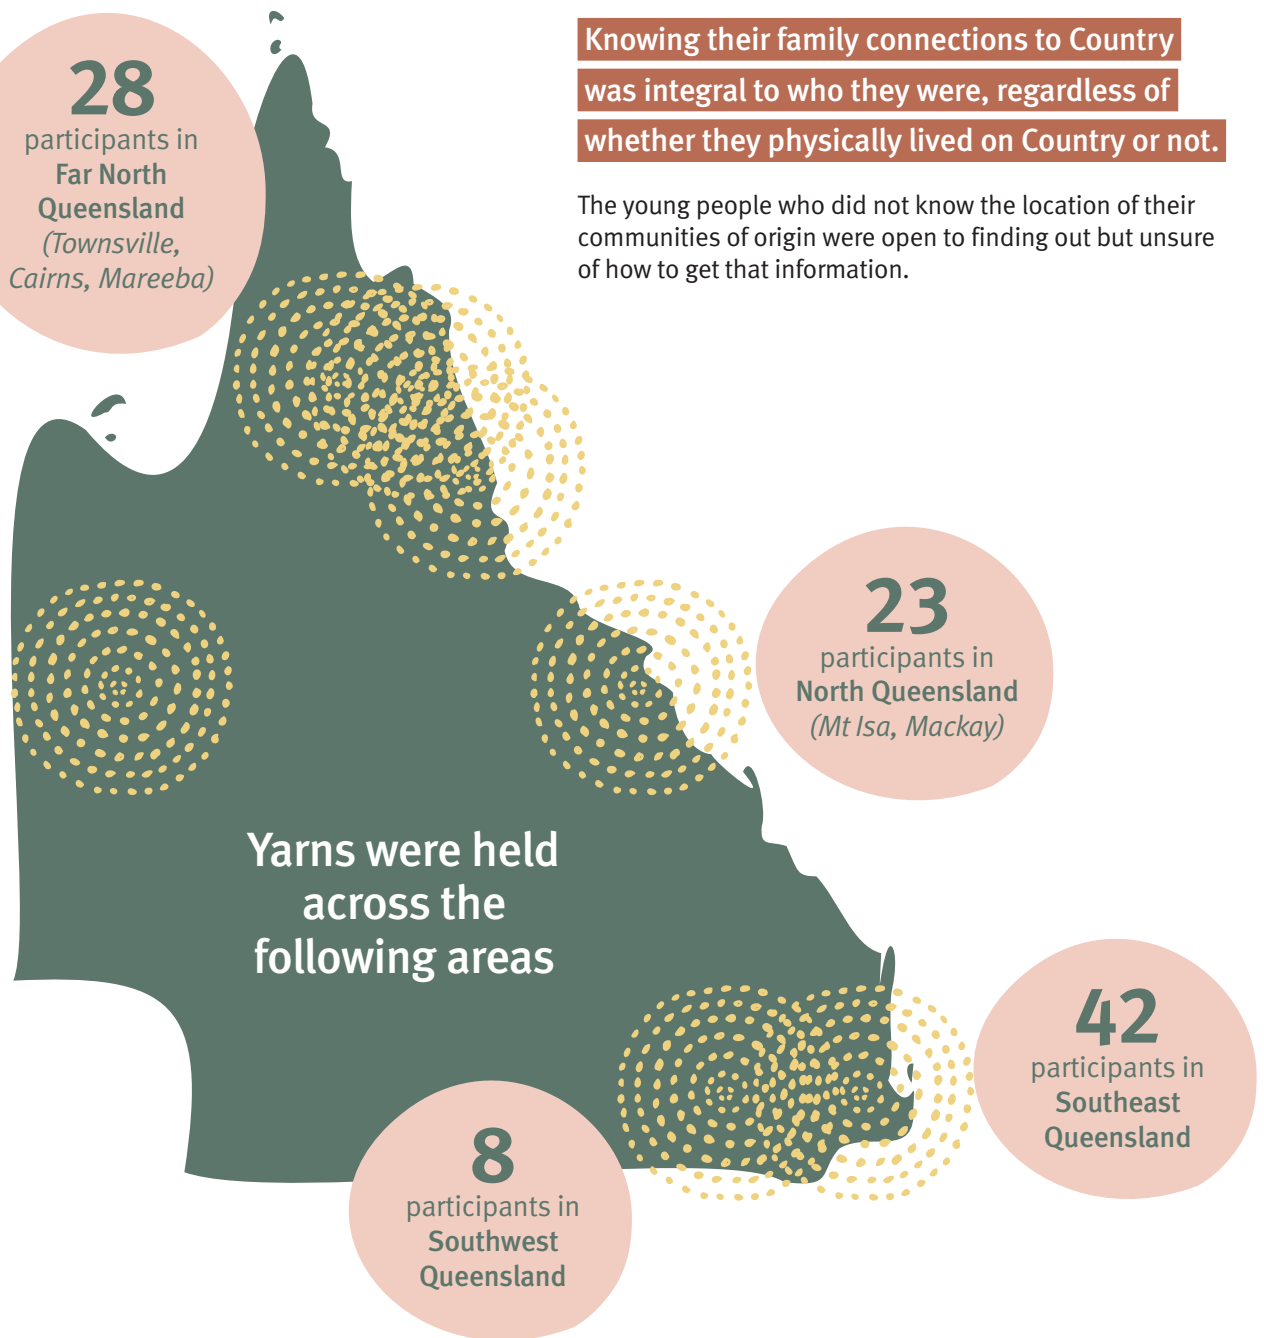 Knowing their family connections to Country
was integral to who they were, regardless of
whether they physically lived on Country or not.
The young people who did not know the location of their
communities of origin were open to finding out but unsure
of how to get that information.
28
participants in
Far North
Queensland
(Townsville,
Cairns, Mareeba)
23
participants in
North Queensland
(Mt Isa, Mackay)
Yarns were held
across the
following areas
42
participants in
Southeast
Queensland
8
participants in
Southwest
Queensland